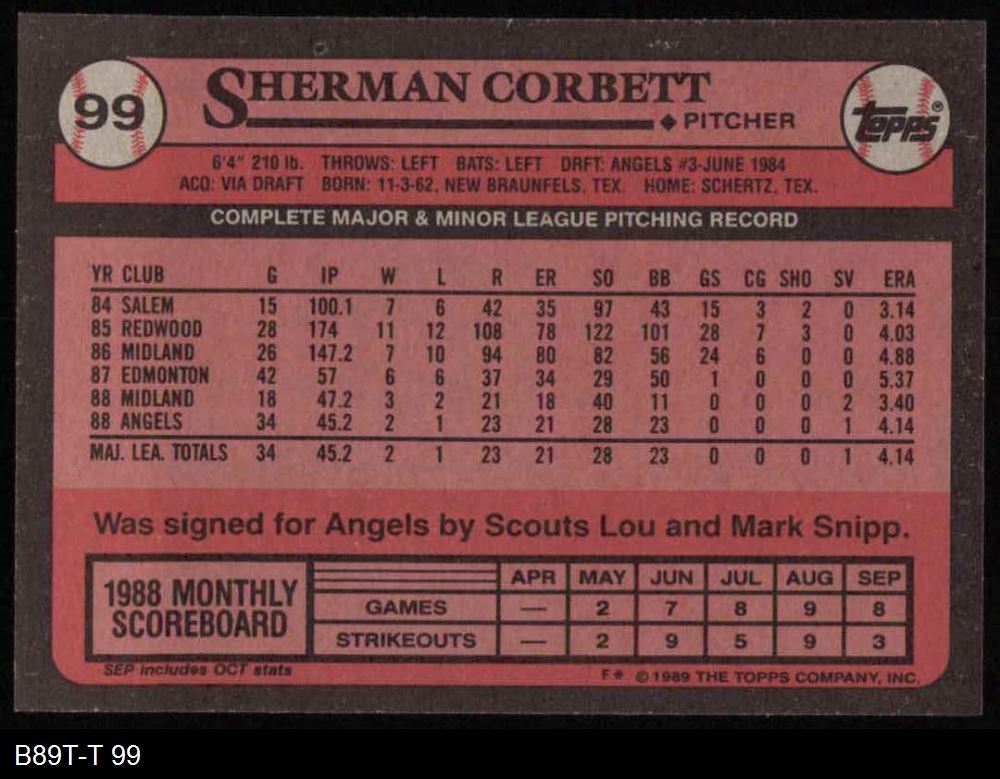 99
SHERMAN CORBETT
◆ PITCHER
TOPPS®
6'4" 210 lb. THROWS: LEFT BATS: LEFT DRFT: ANGELS #3-JUNE 1984
ACQ: VIA DRAFT BORN: 11-3-62, NEW BRAUNFELS, TEX. HOME: SCHERTZ, TEX.
COMPLETE MAJOR & MINOR LEAGUE PITCHING RECORD
YR CLUB G IP W L R ER SO BB GS CG SHO SV ERA
84 SALEM 15 100.1 7 6 42 35 97 43 15 3 2 0 3.14
85 REDWOOD 28 174 11 12 108 78 122 101 28 7 3 0 4.03
86 MIDLAND 26 147.2 7 10 94 80 82 56 24 6 0 0 4.88
87 EDMONTON 42 57 6 6 37 34 29 50 1 0 0 0 5.37
88 MIDLAND 18 47.2 3 2 21 18 40 11 0 0 0 2 3.40
88 ANGELS 34 45.2 2 1 23 21 28 23 0 0 0 1 4.14
MAJ. LEA. TOTALS 34 45.2 2 1 23 21 28 23 0 0 0 1 4.14
Was signed for Angels by Scouts Lou and Mark Snipp.
1988 MONTHLY
SCOREBOARD
APR MAY JUN JUL AUG SEP
GAMES — 2 7 8 9 8
STRIKEOUTS — 2 9 5 9 3
SEP includes OCT stats
F* © 1989 THE TOPPS COMPANY, INC.
B89T-T 99